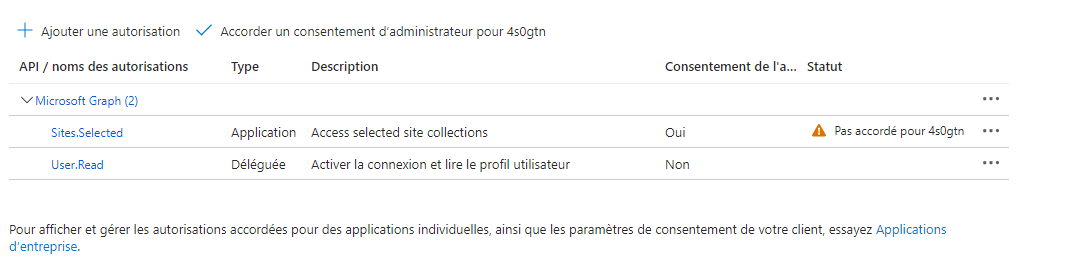 Ajouter une autorisation Accorder un consentement d’administrateur pour 4s0gtn
API / noms des autorisations Type Description Consentement de l'a... Statut
Microsoft Graph (2) ...
Sites.Selected Application Access selected site collections Oui Pas accordé pour 4s0gtn ...
User.Read Déléguée Activer la connexion et lire le profil utilisateur Non ...
Pour afficher et gérer les autorisations accordées pour des applications individuelles, ainsi que les paramètres de consentement de votre client, essayez Applications
d’entreprise.